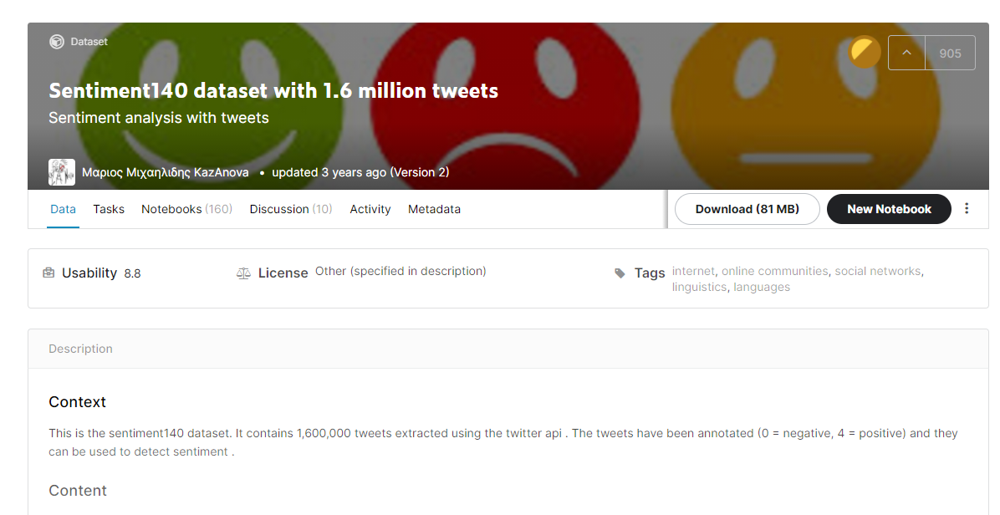 Dataset
905
Sentiment140 dataset with 1.6 million tweets
Sentiment analysis with tweets
Μαριος Μιχαηλιδης KazAnova • updated 3 years ago (Version 2)
Data Tasks Notebooks (160) Discussion (10) Activity Metadata Download (81 MB) New Notebook
Usability 8.8 License Other (specified in description) Tags internet, online communities, social networks,
linguistics, languages
Description
Context
This is the sentiment140 dataset. It contains 1,600,000 tweets extracted using the twitter api . The tweets have been annotated (0 = negative, 4 = positive) and they
can be used to detect sentiment .
Content